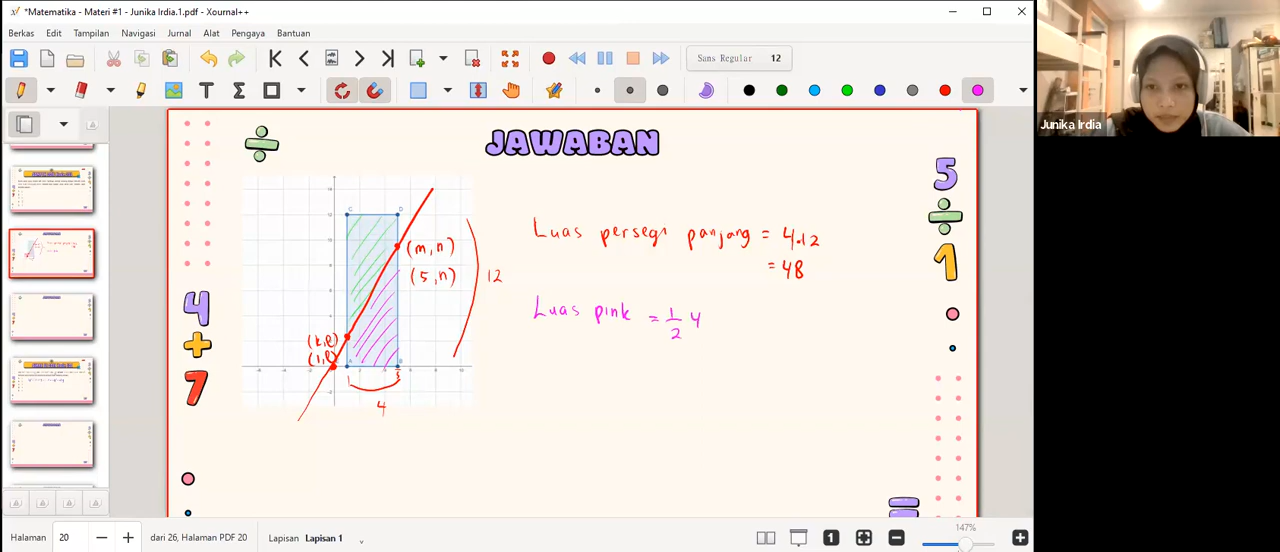 *Matematika - Materi #1 - Junika Irdia.1.pdf - Xournal++
Berkas Edit Tampilan Navigasi Jurnal Alat Pengaya Bantuan
Sans Regular 12
Junika Irdia
JAWABAN
C D
(m,n)
(5,n)
12
(k,l)
(1,l)
A B
1 5
4
Luas persegi panjang = 4.12
= 48
Luas pink = 1/2 4
4
+
7
5
÷
1
=
Halaman 20 dari 26, Halaman PDF 20 Lapisan Lapisan 1
147%